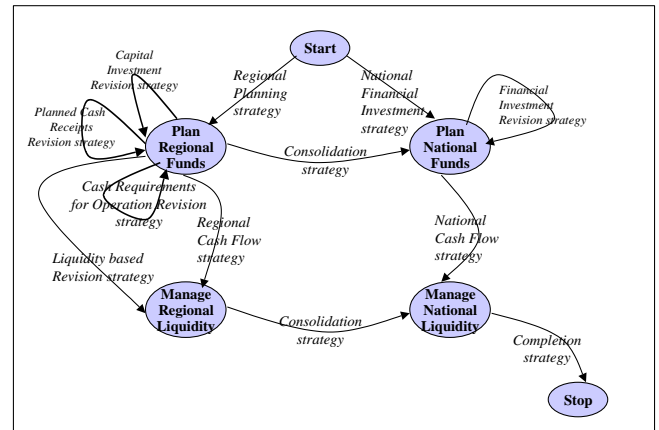 Start
Capital
Investment
Revision strategy
Regional
Planning
strategy
National
Financial
Investment
strategy
Financial
Investment
Revision strategy
Planned Cash
Receipts
Revision strategy
Plan
Regional
Funds
Consolidation
strategy
Plan
National
Funds
Cash Requirements
for Operation Revision
strategy
Regional
Cash Flow
strategy
National
Cash Flow
strategy
Liquidity based
Revision strategy
Manage
Regional
Liquidity
Consolidation
strategy
Manage
National
Liquidity
Completion
strategy
Stop